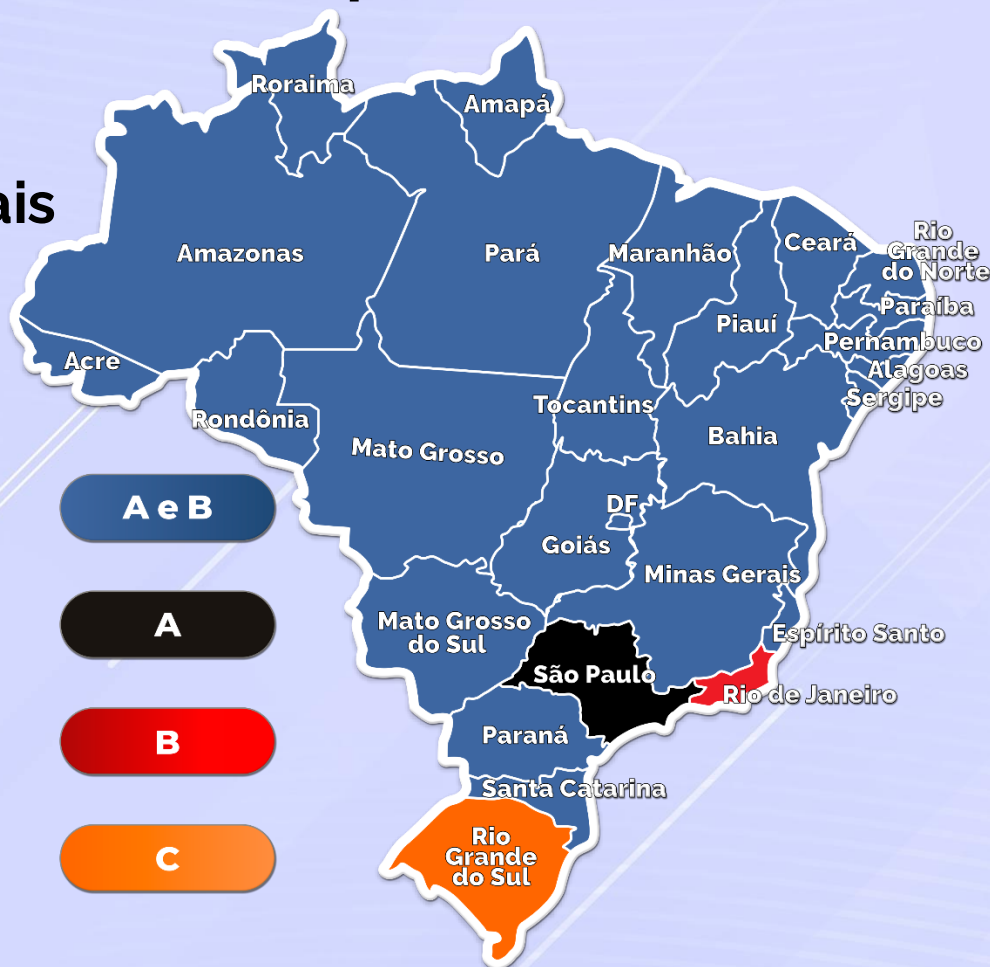 ais
Roraima
Amapá
Amazonas
Pará
Maranhão
Ceará
Rio
Grande
do Norte
Paraíba
Piauí
Pernambuco
Acre
Alagoas
Sergipe
Rondônia
Tocantins
Mato Grosso
Bahia
DF
Goiás
Minas Gerais
Mato Grosso
do Sul
Espírito Santo
São Paulo
Rio de Janeiro
Paraná
Santa Catarina
Rio
Grande
do Sul
A e B
A
B
C